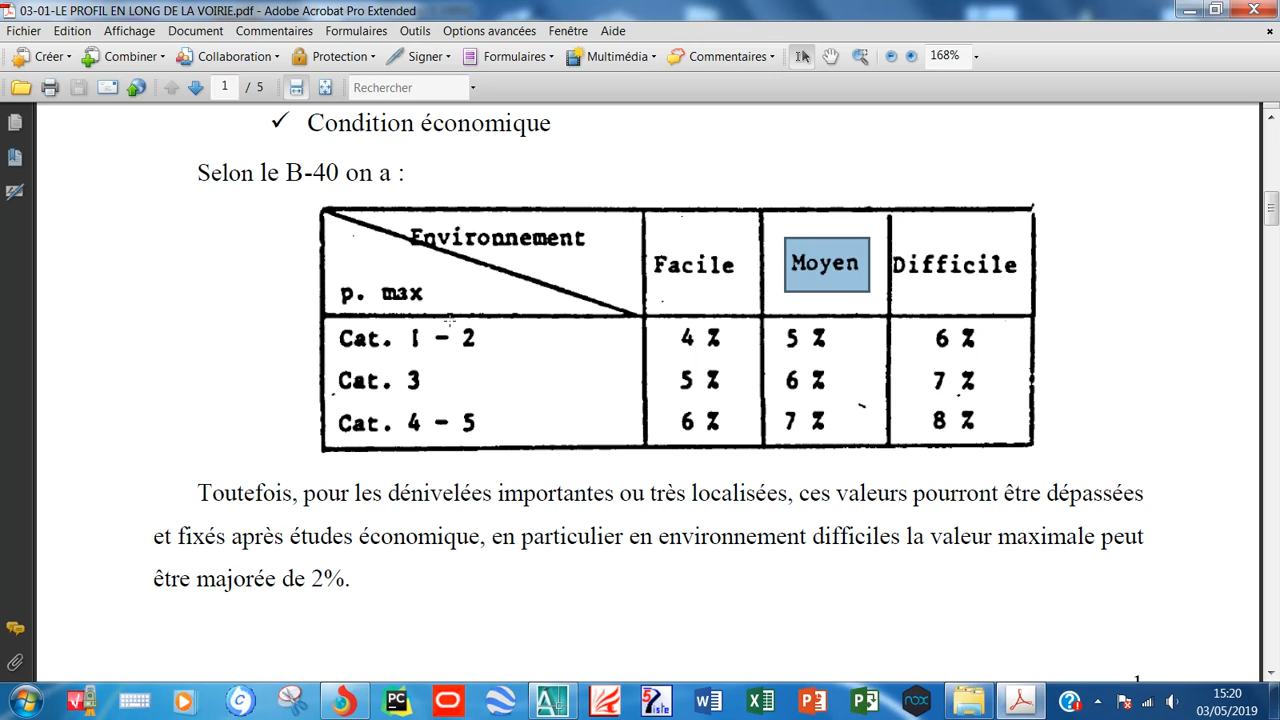 03-01-LE PROFIL EN LONG DE LA VOIRIE.pdf - Adobe Acrobat Pro Extended
Fichier Edition Affichage Document Commentaires Formulaires Outils Options avancées Fenêtre Aide
Créer Combiner Collaboration Protection Signer Formulaires Multimédia Commentaires 168%
1 / 5 Rechercher
✓ Condition économique
Selon le B-40 on a :
Environnement
p. max
Facile Moyen Difficile
Cat. 1 - 2 4 % 5 % 6 %
Cat. 3 5 % 6 % 7 %
Cat. 4 - 5 6 % 7 % 8 %
Toutefois, pour les dénivelées importantes ou très localisées, ces valeurs pourront être dépassées
et fixés après études économique, en particulier en environnement difficiles la valeur maximale peut
être majorée de 2%.
PC
15:20
03/05/2019